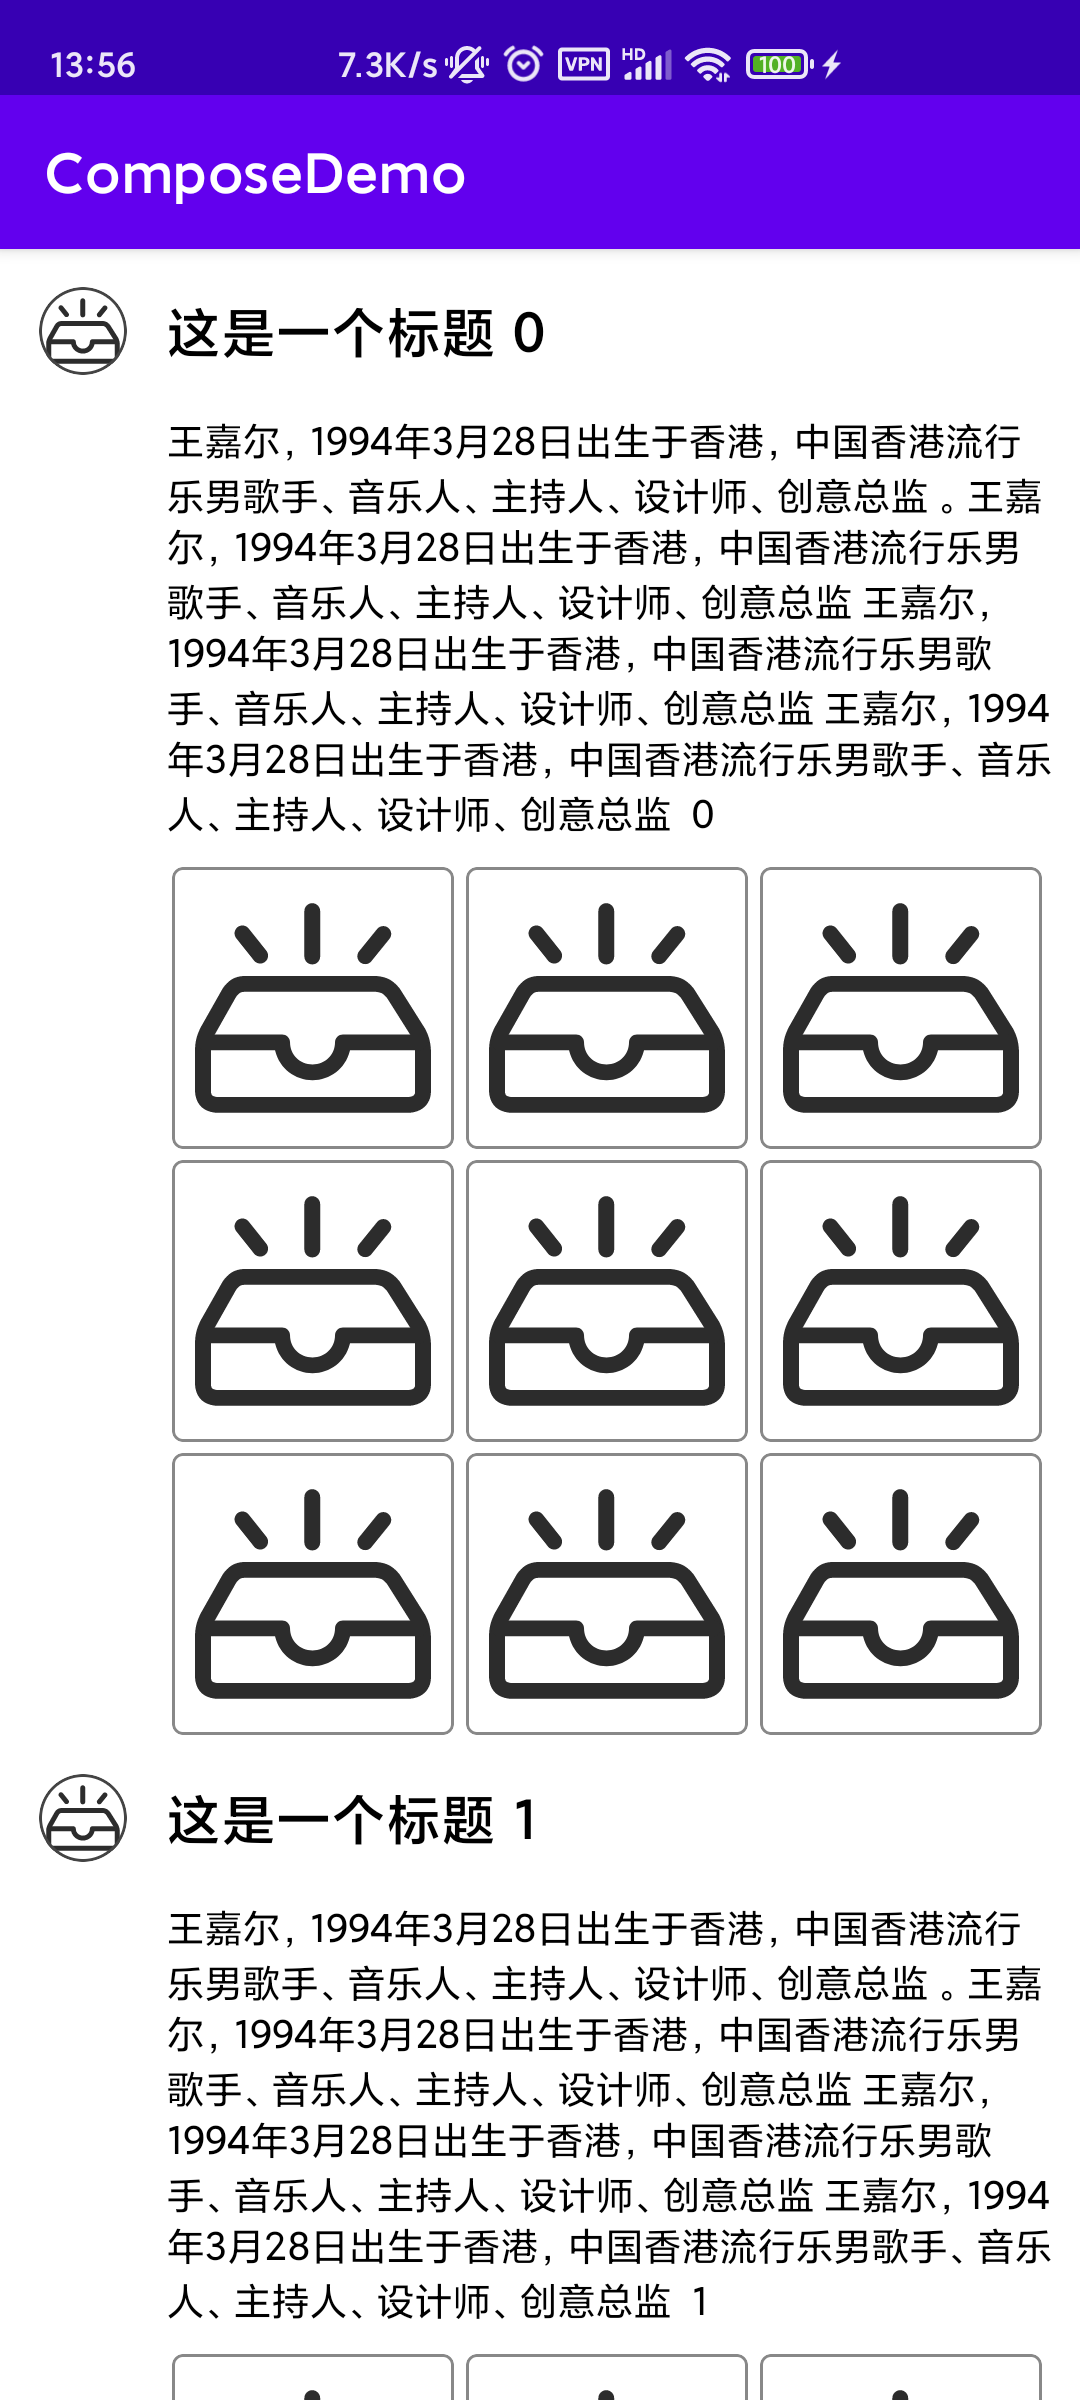 13:56 7.3K/s VPN HD 100
ComposeDemo
这是一个标题 0
王嘉尔, 1994年3月28日出生于香港, 中国香港流行
乐男歌手、音乐人、主持人、设计师、创意总监 。王嘉
尔, 1994年3月28日出生于香港, 中国香港流行乐男
歌手、音乐人、主持人、设计师、创意总监 王嘉尔,
1994年3月28日出生于香港, 中国香港流行乐男歌
手、音乐人、主持人、设计师、创意总监 王嘉尔, 1994
年3月28日出生于香港, 中国香港流行乐男歌手、音乐
人、主持人、设计师、创意总监  0
这是一个标题 1
王嘉尔, 1994年3月28日出生于香港, 中国香港流行
乐男歌手、音乐人、主持人、设计师、创意总监 。王嘉
尔, 1994年3月28日出生于香港, 中国香港流行乐男
歌手、音乐人、主持人、设计师、创意总监 王嘉尔,
1994年3月28日出生于香港, 中国香港流行乐男歌
手、音乐人、主持人、设计师、创意总监 王嘉尔, 1994
年3月28日出生于香港, 中国香港流行乐男歌手、音乐
人、主持人、设计师、创意总监  1